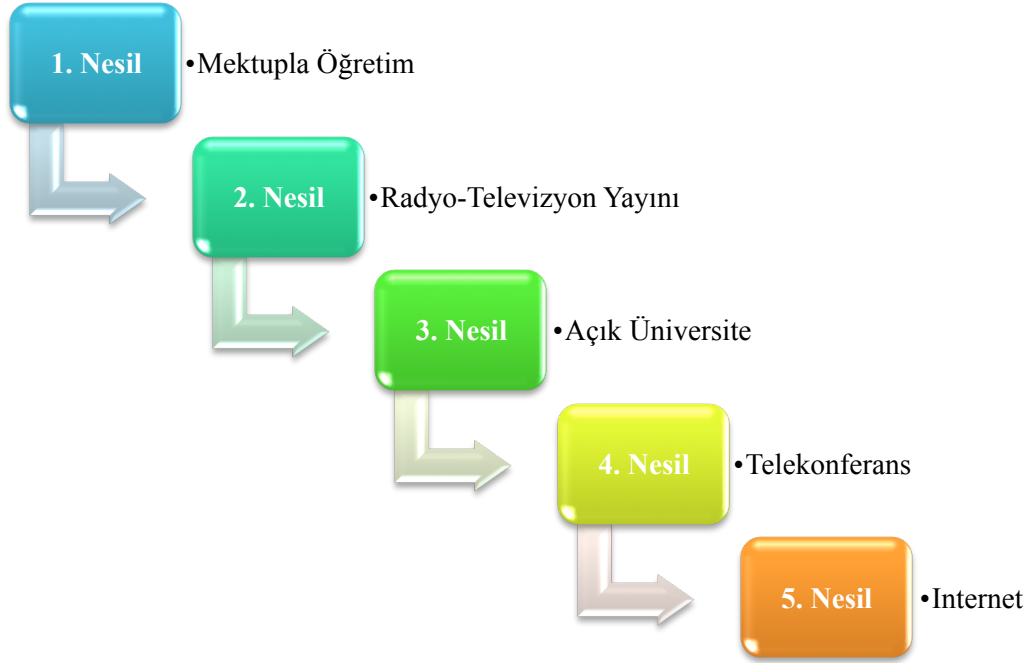 1. Nesil •Mektupla Öğretim
2. Nesil •Radyo-Televizyon Yayını
3. Nesil •Açık Üniversite
4. Nesil •Telekonferans
5. Nesil •Internet